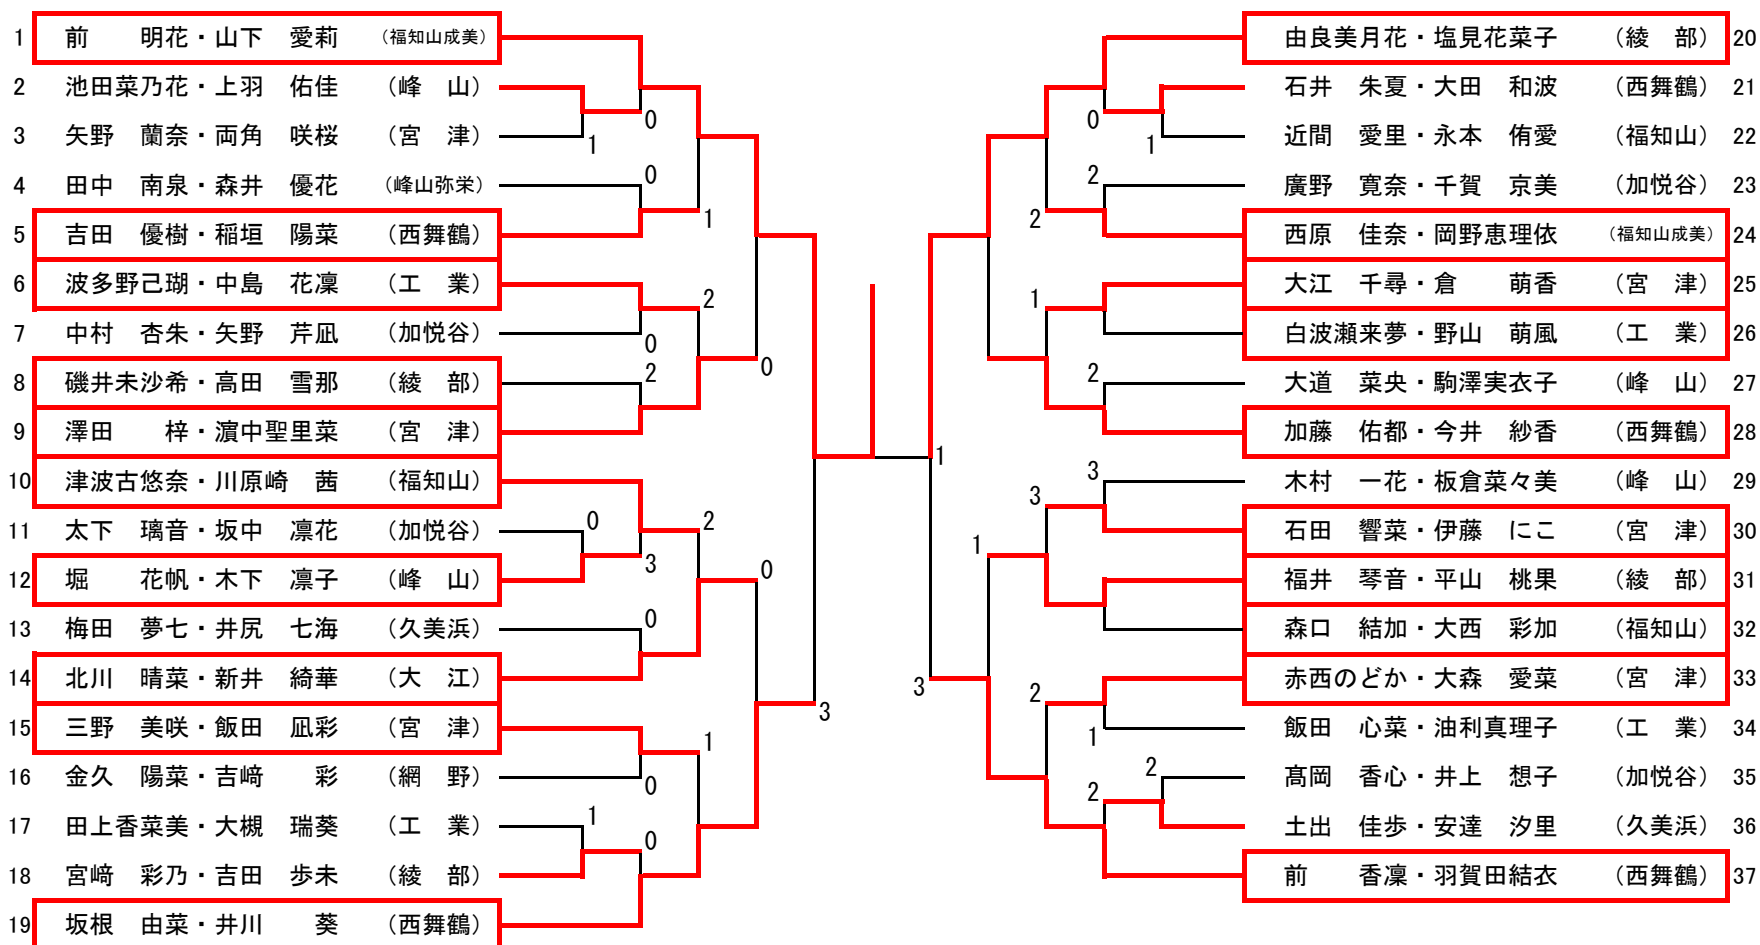 1 前　　明花・山下　愛莉 （福知山成美）
2 池田菜乃花・上羽　佑佳 （峰　山）
3 矢野　蘭奈・両角　咲桜 （宮　津）
4 田中　南泉・森井　優花 （峰山弥栄）
5 吉田　優樹・稲垣　陽菜 （西舞鶴）
6 波多野己瑚・中島　花凜 （工　業）
7 中村　杏朱・矢野　芹凪 （加悦谷）
8 磯井未沙希・高田　雪那 （綾　部）
9 澤田　　梓・濵中聖里菜 （宮　津）
10 津波古悠奈・川原崎　茜 （福知山）
11 太下　璃音・坂中　凛花 （加悦谷）
12 堀　　花帆・木下　凛子 （峰　山）
13 梅田　夢七・井尻　七海 （久美浜）
14 北川　晴菜・新井　綺華 （大　江）
15 三野　美咲・飯田　凪彩 （宮　津）
16 金久　陽菜・吉﨑　　彩 （網　野）
17 田上香菜美・大槻　瑞葵 （工　業）
18 宮﨑　彩乃・吉田　歩未 （綾　部）
19 坂根　由菜・井川　　葵 （西舞鶴）
0
1
0
1
2
0
2
0
0
2
3
0
0
1
0
1
0
3
1
由良美月花・塩見花菜子 （綾　部） 20
石井　朱夏・大田　和波 （西舞鶴） 21
近間　愛里・永本　侑愛 （福知山） 22
廣野　寛奈・千賀　京美 （加悦谷） 23
西原　佳奈・岡野恵理依 （福知山成美） 24
大江　千尋・倉　　萌香 （宮　津） 25
白波瀬来夢・野山　萌風 （工　業） 26
大道　菜央・駒澤実衣子 （峰　山） 27
加藤　佑都・今井　紗香 （西舞鶴） 28
木村　一花・板倉菜々美 （峰　山） 29
石田　響菜・伊藤　にこ （宮　津） 30
福井　琴音・平山　桃果 （綾　部） 31
森口　結加・大西　彩加 （福知山） 32
赤西のどか・大森　愛菜 （宮　津） 33
飯田　心菜・油利真理子 （工　業） 34
髙岡　香心・井上　想子 （加悦谷） 35
土出　佳歩・安達　汐里 （久美浜） 36
前　　香凜・羽賀田結衣 （西舞鶴） 37
0
1
2
2
1
2
3
3
1
3
2
1
2
2